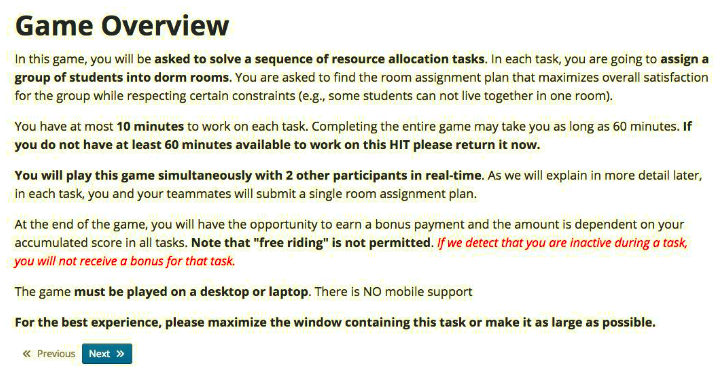 Game Overview
In this game, you will be asked to solve a sequence of resource allocation tasks. In each task, you are going to assign a
group of students into dorm rooms. You are asked to find the room assignment plan that maximizes overall satisfaction
for the group while respecting certain constraints (e.g., some students can not live together in one room).
You have at most 10 minutes to work on each task. Completing the entire game may take you as long as 60 minutes. If
you do not have at least 60 minutes available to work on this HIT please return it now.
You will play this game simultaneously with 2 other participants in real-time. As we will explain in more detail later,
in each task, you and your teammates will submit a single room assignment plan.
At the end of the game, you will have the opportunity to earn a bonus payment and the amount is dependent on your
accumulated score in all tasks. Note that "free riding" is not permitted. If we detect that you are inactive during a task,
you will not receive a bonus for that task.
The game must be played on a desktop or laptop. There is NO mobile support
For the best experience, please maximize the window containing this task or make it as large as possible.
« Previous Next »